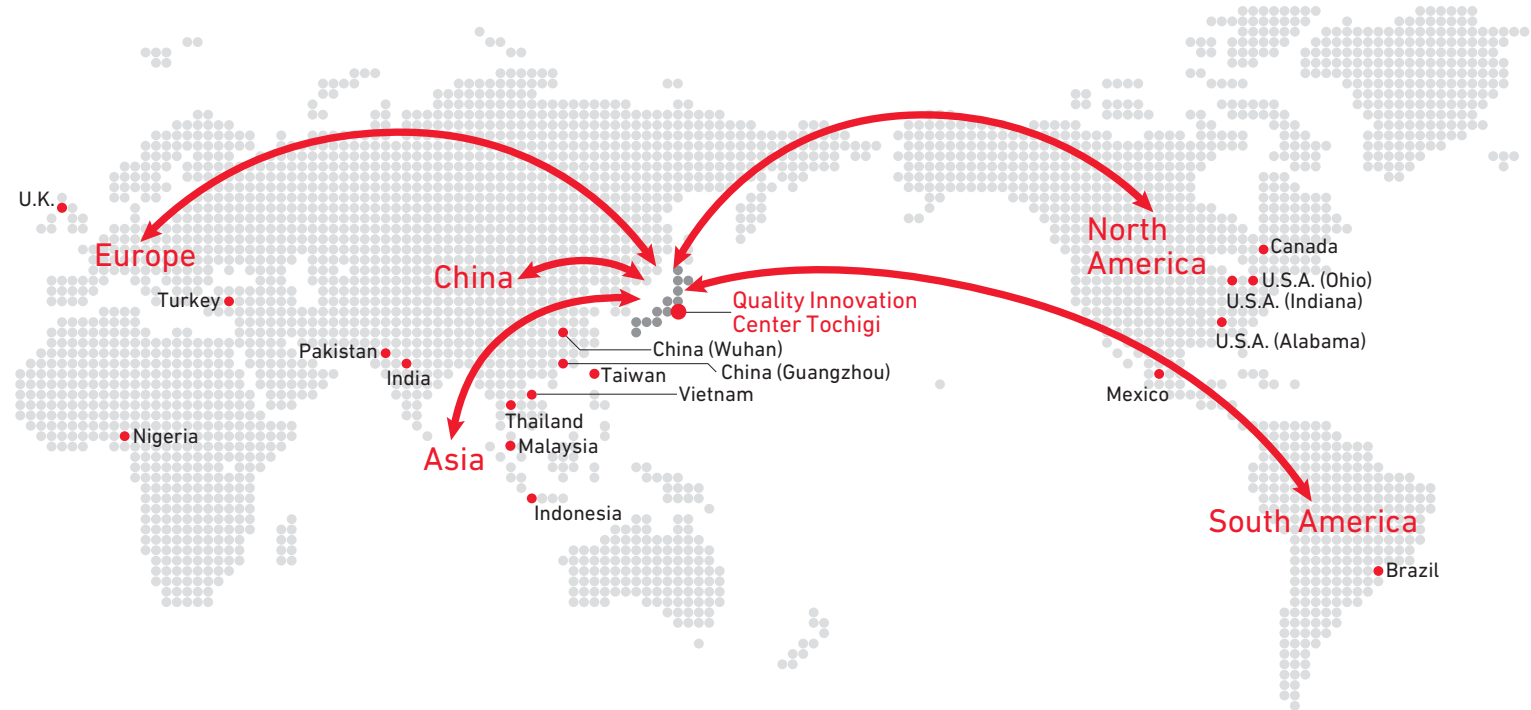 U.K.
Europe
Turkey
China
North
America
Canada
U.S.A. (Ohio)
U.S.A. (Indiana)
U.S.A. (Alabama)
Quality Innovation
Center Tochigi
China (Wuhan)
China (Guangzhou)
Taiwan
Vietnam
Pakistan
India
Thailand
Malaysia
Mexico
Nigeria
Asia
Indonesia
South America
Brazil